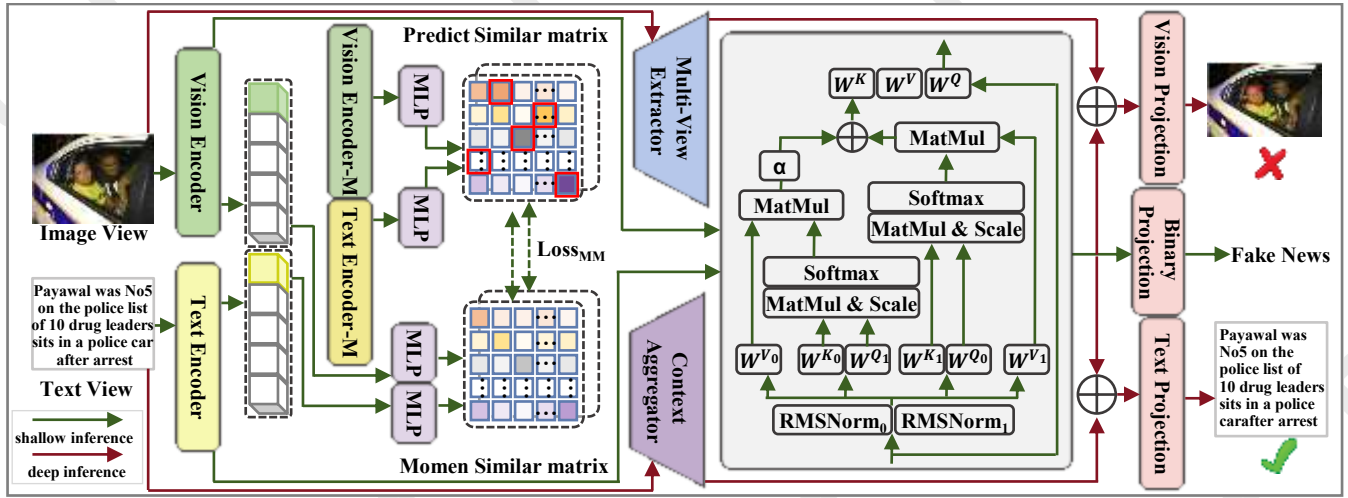 Image View
Payawal was No5
on the police list
of 10 drug leaders
sits in a police car
after arrest
Text View
shallow inference
deep inference
Vision Encoder
Text Encoder
Vision Encoder-M
Text Encoder-M
MLP
MLP
Predict Similar matrix
Loss_MM
MLP
MLP
Momen Similar matrix
Multi-View
Extractor
Context
Aggregator
W^K W^V W^Q
MatMul
α
MatMul
Softmax
MatMul & Scale
Softmax
MatMul & Scale
W^V₀ W^K₀ W^Q₁ W^K₁ W^Q₀ W^V₁
RMSNorm₀ RMSNorm₁
Vision Projection
Binary
Projection
Text Projection
Fake News
Payawal was
No5 on the
police list of
10 drug leaders
sits in a police
carafter arrest